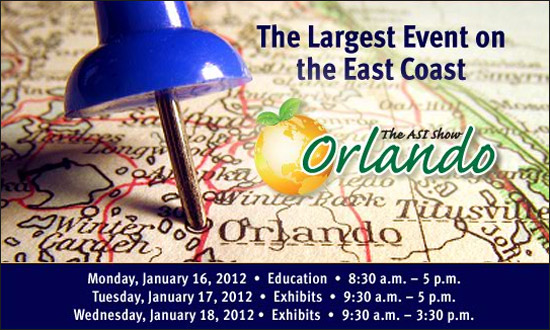 The Largest Event on
the East Coast
The ASI Show
Orlando
Winter Park
Titusville
Winter
Garden
Orlando
Monday, January 16, 2012 • Education • 8:30 a.m. – 5 p.m.
Tuesday, January 17, 2012 • Exhibits • 9:30 a.m. – 5 p.m.
Wednesday, January 18, 2012 • Exhibits • 9:30 a.m. – 3:30 p.m.